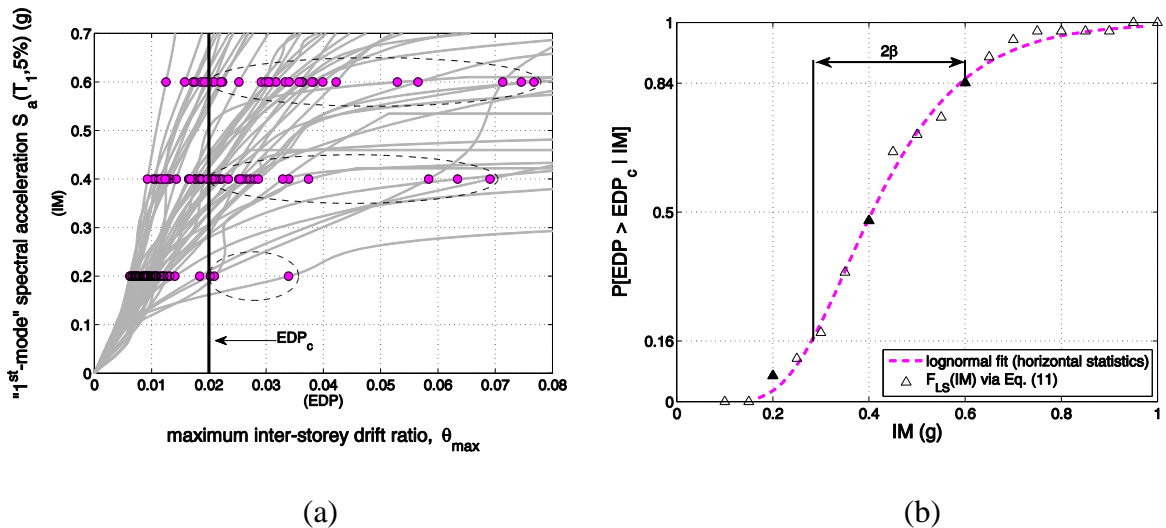 "1st-mode" spectral acceleration Sa(T1,5%) (g)
(IM)
0.7
0.6
0.5
0.4
0.3
0.2
0.1
0
EDPc
0 0.01 0.02 0.03 0.04 0.05 0.06 0.07 0.08
(EDP)
maximum inter-storey drift ratio, θmax
(a)
P[EDP > EDPc | IM]
1
0.84
0.5
0.16
0
2β
lognormal fit (horizontal statistics)
FLS(IM) via Eq. (11)
0 0.2 0.4 0.6 0.8 1
IM (g)
(b)